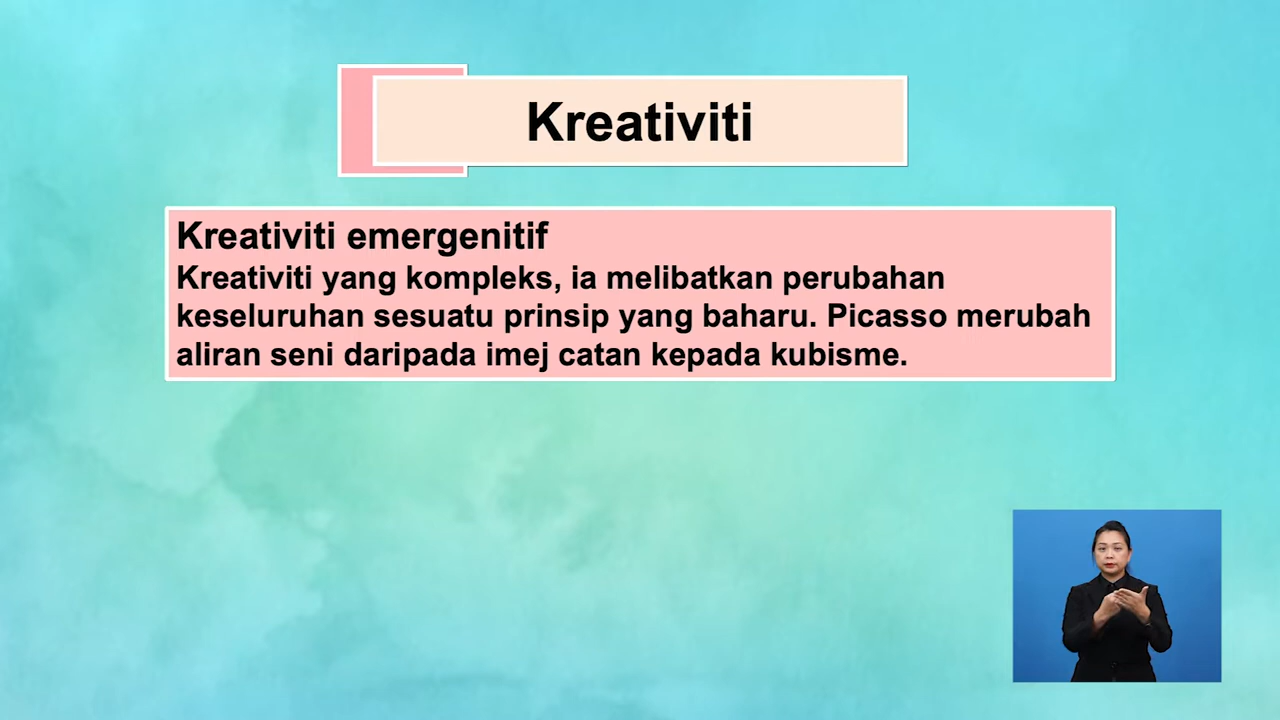 Kreativiti
Kreativiti emergenitif
Kreativiti yang kompleks, ia melibatkan perubahan
keseluruhan sesuatu prinsip yang baharu. Picasso merubah
aliran seni daripada imej catan kepada kubisme.